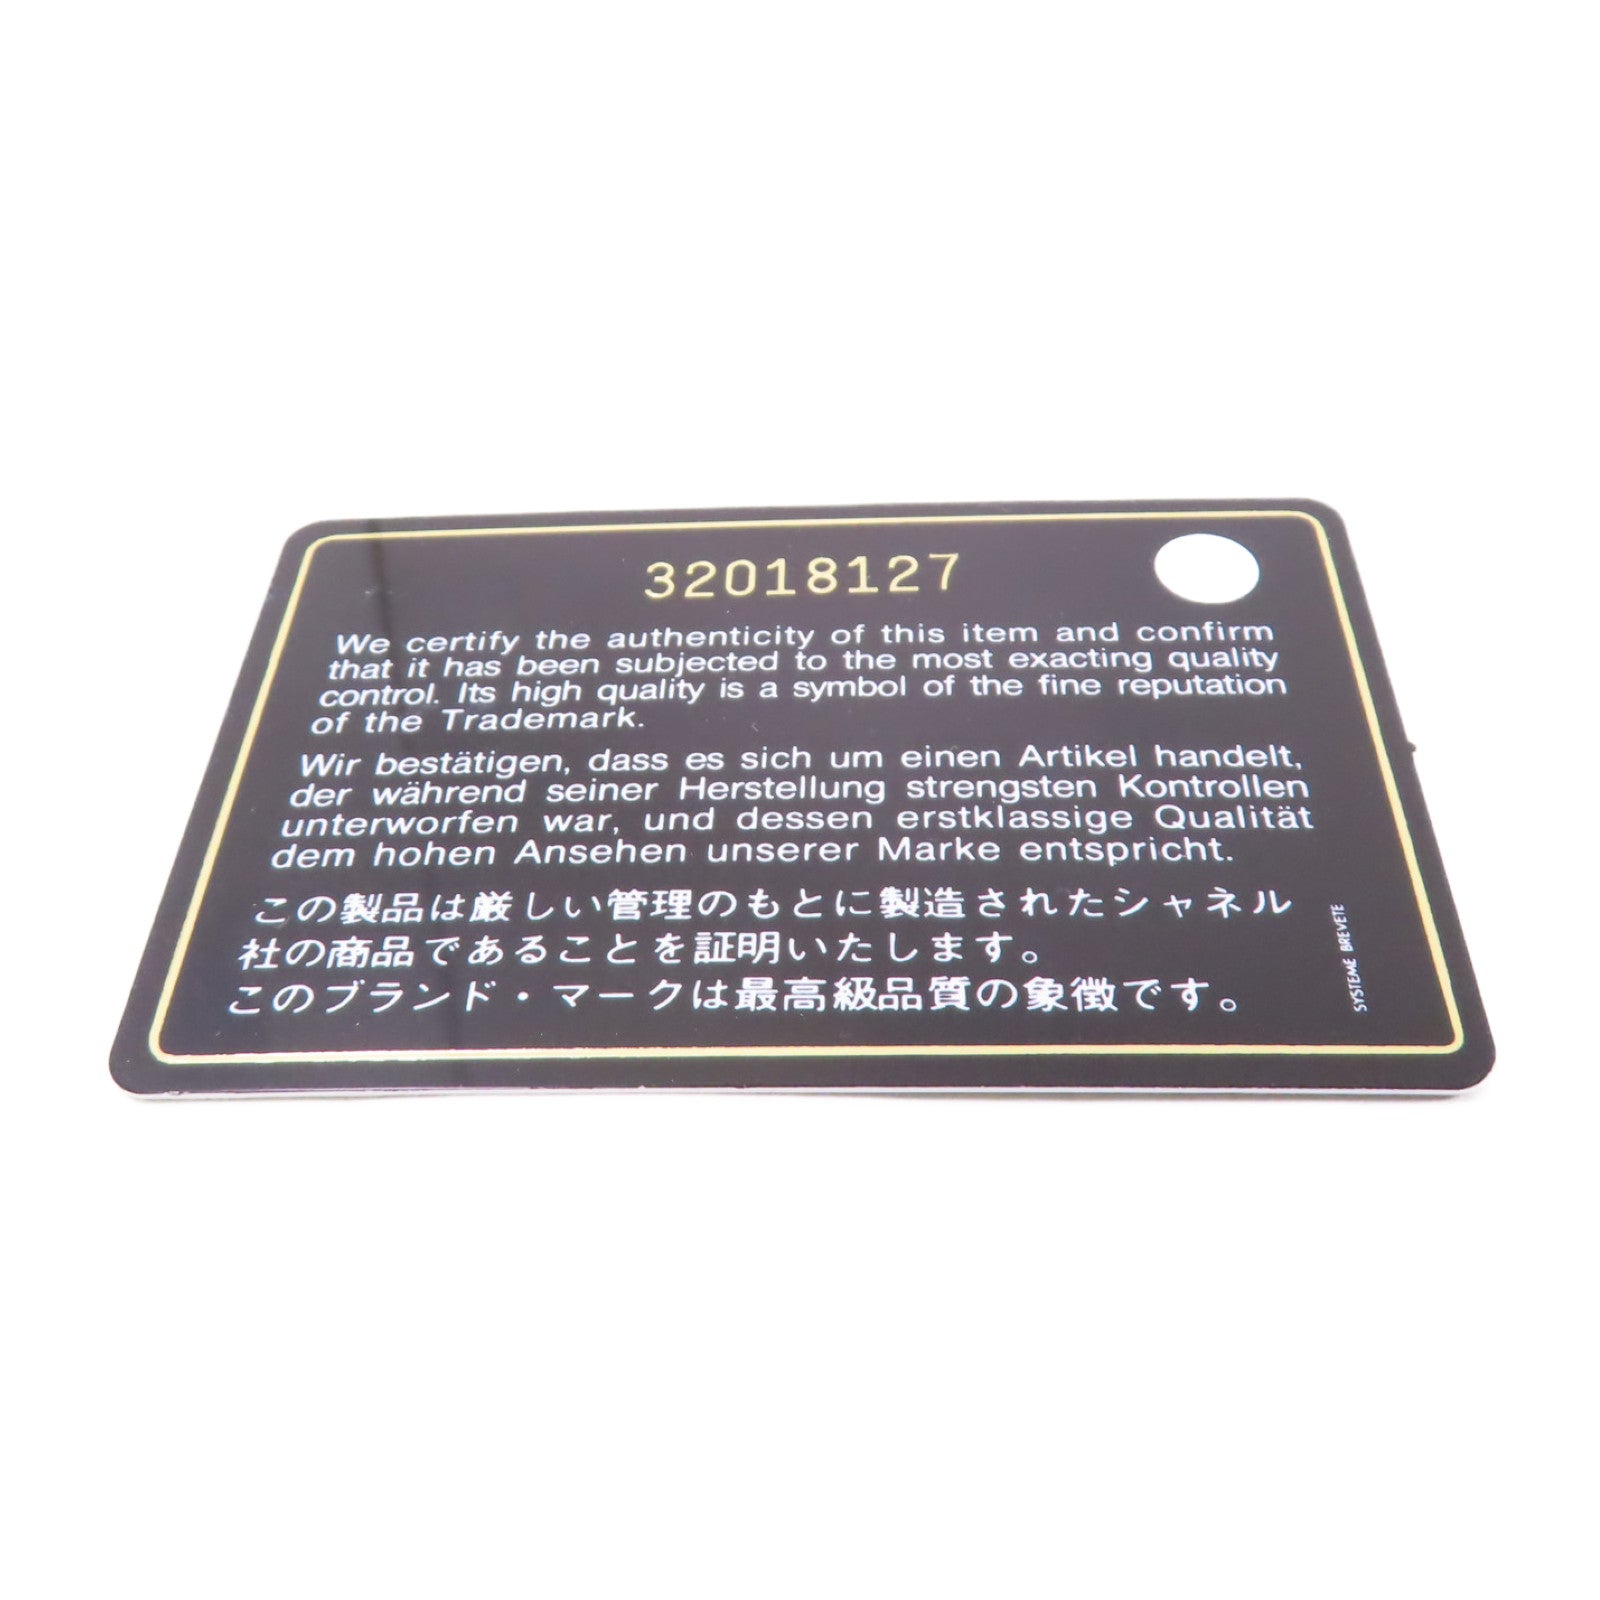 32018127
We certify the authenticity of this item and confirm
that it has been subjected to the most exacting quality
control. Its high quality is a symbol of the fine reputation
of the Trademark.
Wir bestätigen, dass es sich um einen Artikel handelt,
der während seiner Herstellung strengsten Kontrollen
unterworfen war, und dessen erstklassige Qualität
dem hohen Ansehen unserer Marke entspricht.
この製品は厳しい管理のもとに製造されたシャネル
社の商品であることを証明いたします。
このブランド・マークは最高級品質の象徴です。
SYSTEME BREVETE